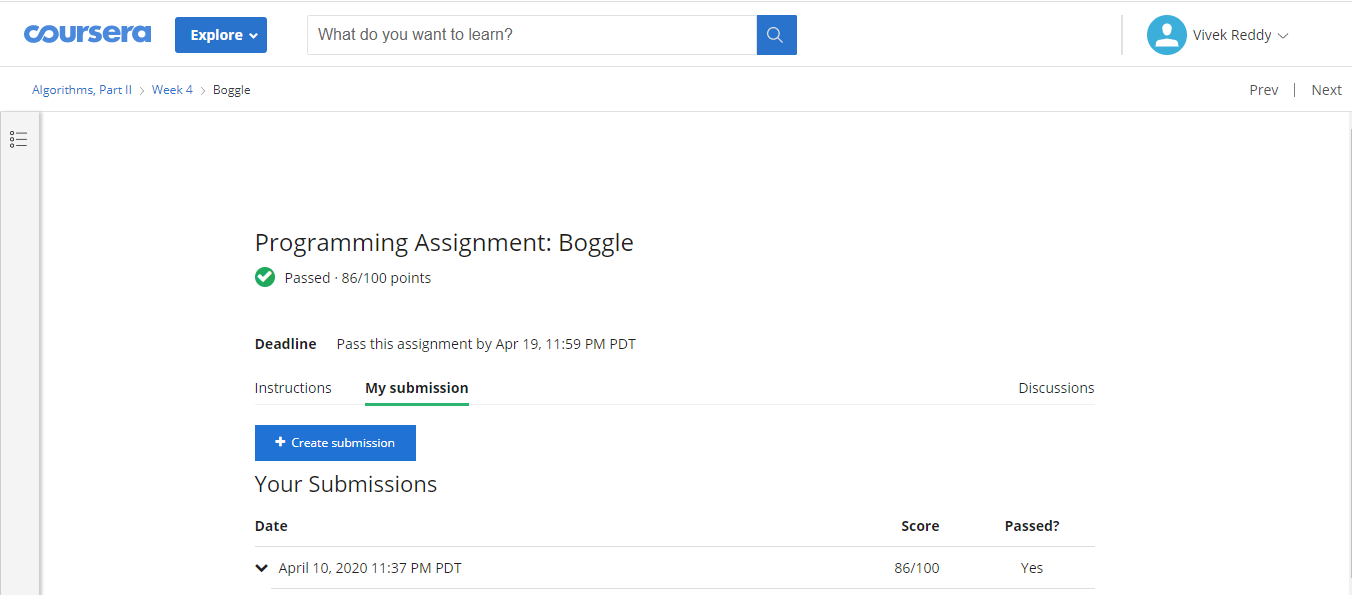 coursera Explore What do you want to learn? Vivek Reddy
Algorithms, Part II > Week 4 > Boggle Prev | Next
Programming Assignment: Boggle
Passed · 86/100 points
Deadline Pass this assignment by Apr 19, 11:59 PM PDT
Instructions My submission Discussions
+ Create submission
Your Submissions
Date Score Passed?
April 10, 2020 11:37 PM PDT 86/100 Yes